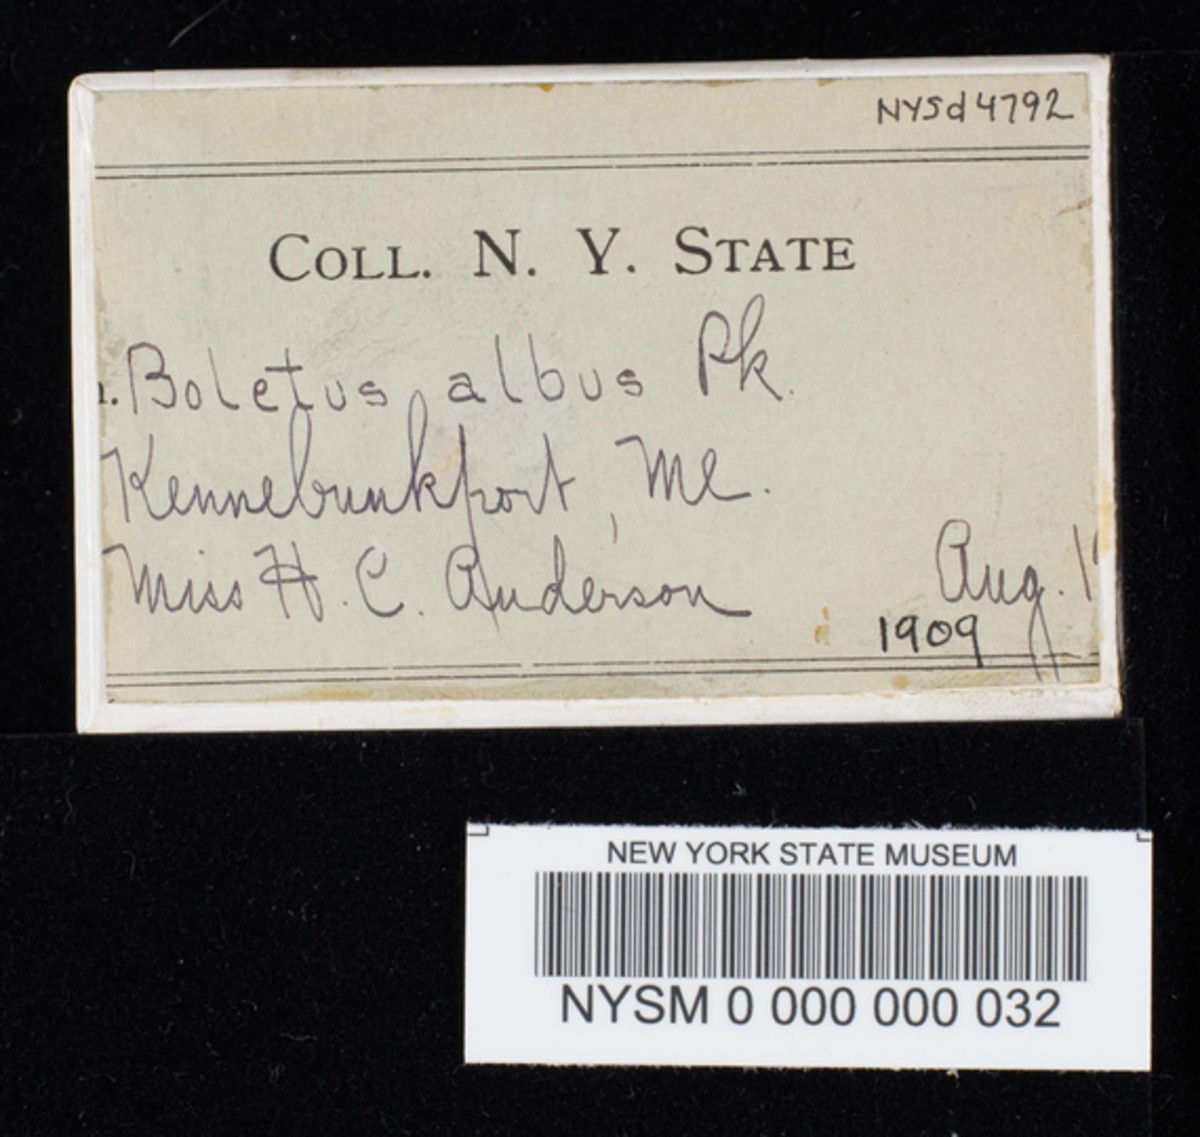 NYSd 4792
COLL. N. Y. STATE
Boletus albus Pk.
Kennebunkport, Me.
Miss H. C. Anderson Aug.
1909
NEW YORK STATE MUSEUM
NYSM 0 000 000 032